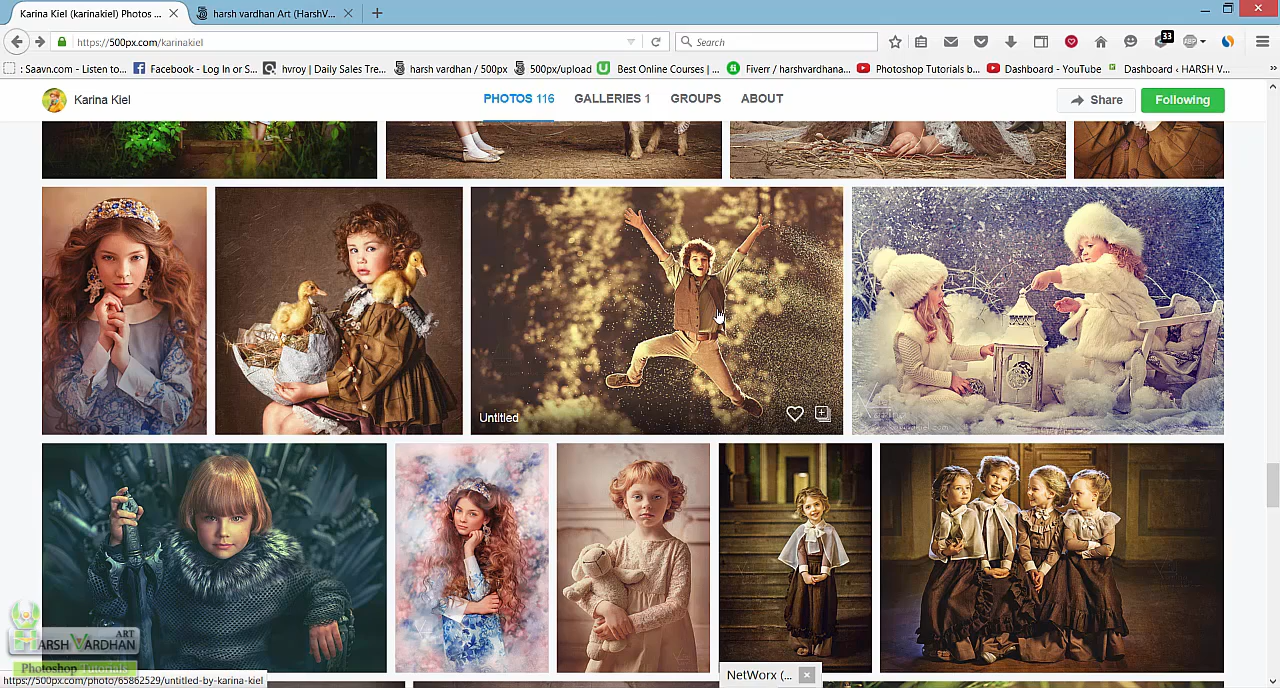 Karina Kiel (karinakiel) Photos ...
harsh vardhan Art (HarshV...
https://500px.com/karinakiel
Search
33
ABP
: Saavn.com - Listen to...
Facebook - Log In or S...
hvroy | Daily Sales Tre...
harsh vardhan / 500px
500px/upload
Best Online Courses | ...
Fiverr / harshvardhana...
Photoshop Tutorials b...
Dashboard - YouTube
Dashboard ‹ HARSH V...
Karina Kiel
PHOTOS 116
GALLERIES 1
GROUPS
ABOUT
Share
Following
Untitled
ART
HARSH VARDHAN
Photoshop Tutorials
https://500px.com/photo/65862529/untitled-by-karina-kiel
NetWorx (...